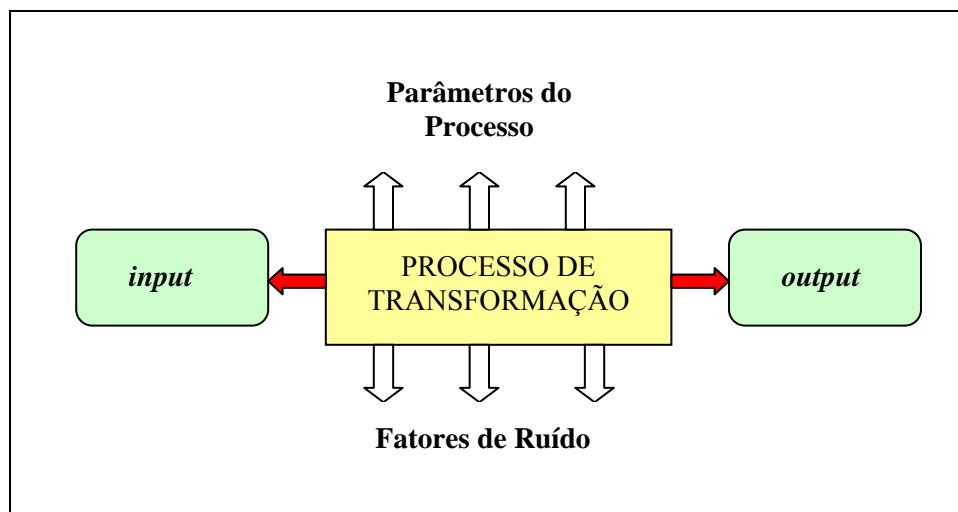 Parâmetros do
Processo
input
PROCESSO DE
TRANSFORMAÇÃO
output
Fatores de Ruído